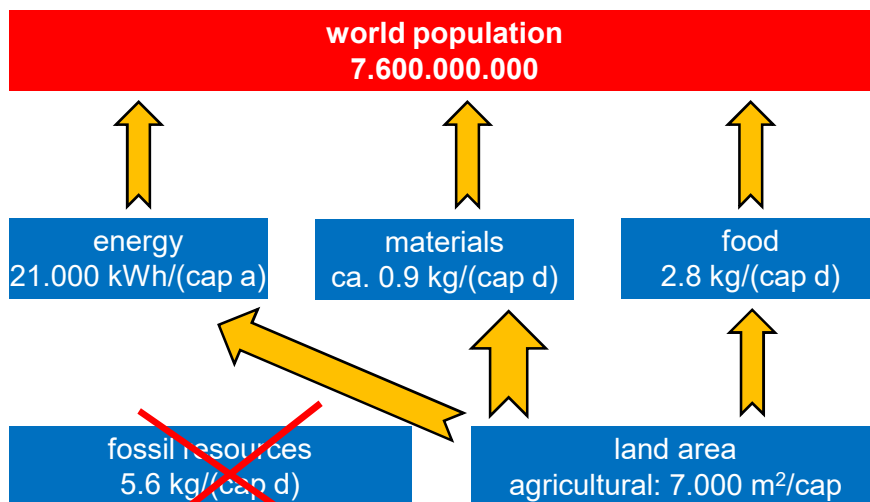 world population
7.600.000.000
energy
21.000 kWh/(cap a)
materials
ca. 0.9 kg/(cap d)
food
2.8 kg/(cap d)
fossil resources
5.6 kg/(cap d)
land area
agricultural: 7.000 m²/cap